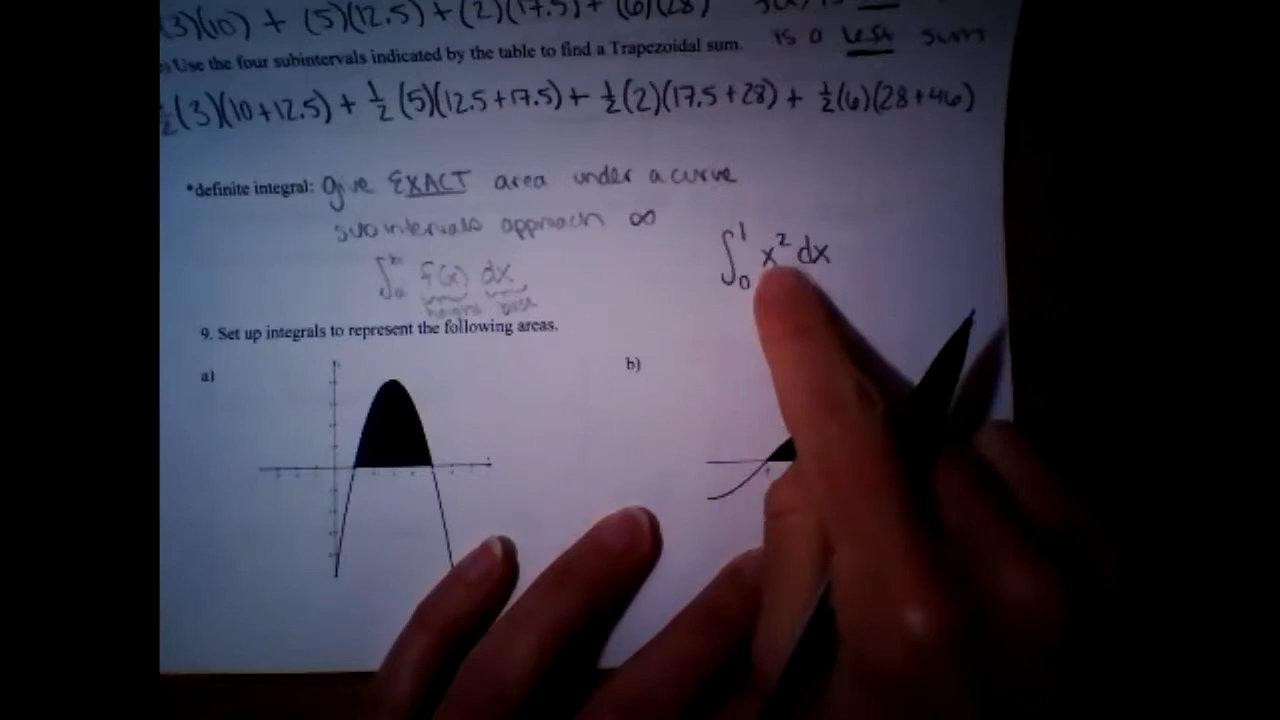 (3)(10) + (5)(12.5) + (2)(17.5) + (6)(28)
is a left sum
Use the four subintervals indicated by the table to find a Trapezoidal sum.
½(3)(10+12.5) + ½(5)(12.5+17.5) + ½(2)(17.5+28) + ½(6)(28+46)
*definite integral: give EXACT area under a curve
subintervals approach ∞
∫₀¹ x² dx
f(x) dx
height base
9. Set up integrals to represent the following areas.
a) b)